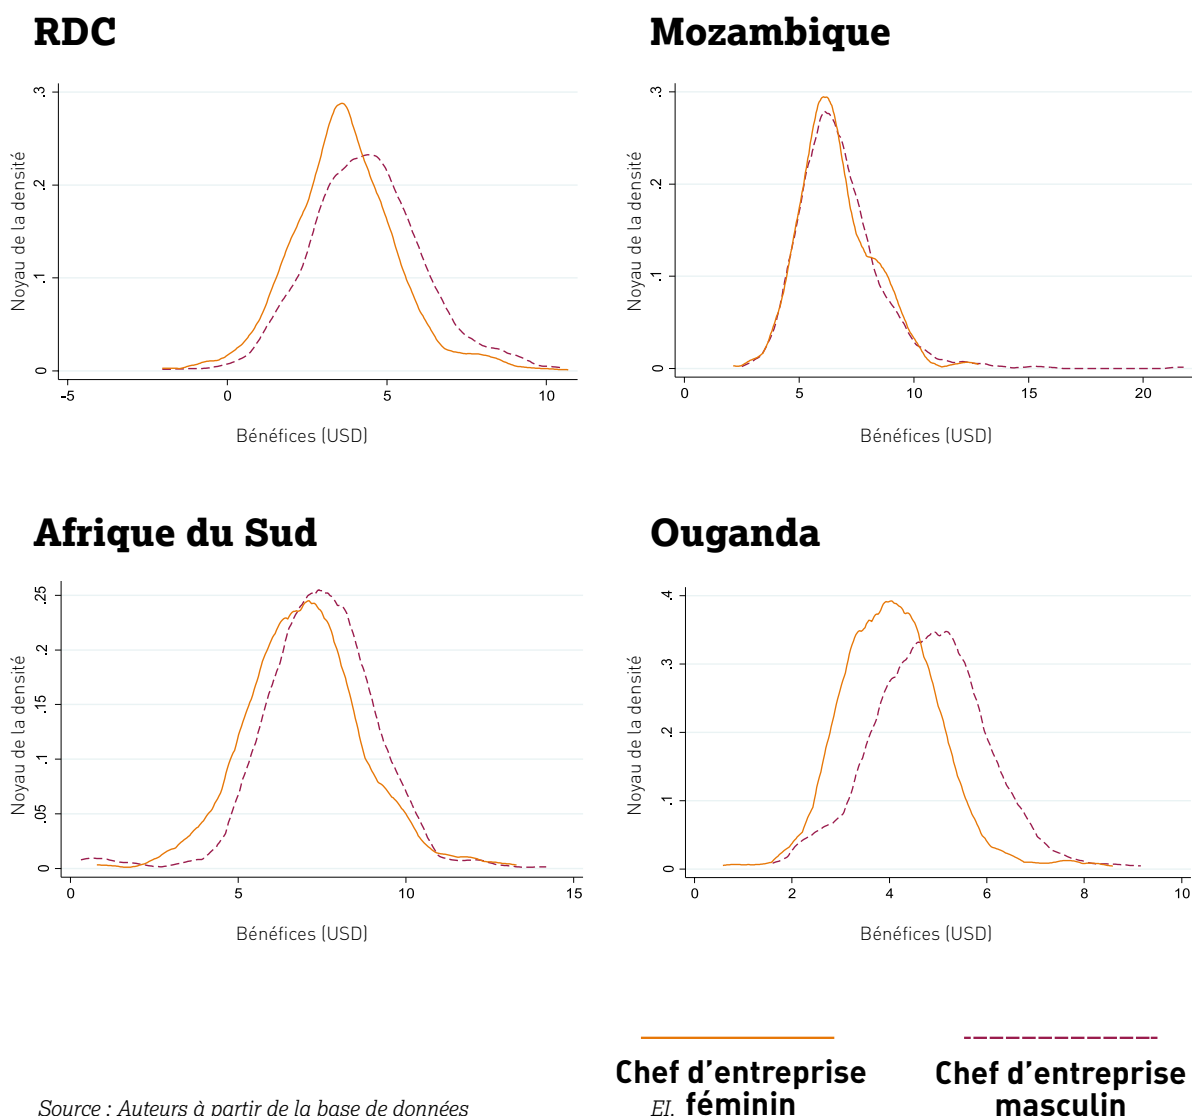 RDC
Mozambique
Noyau de la densité
.3
.2
.1
0
-5 0 5 10
Bénéfices (USD)
Noyau de la densité
.3
.2
.1
0
0 5 10 15 20
Bénéfices (USD)
Afrique du Sud
Ouganda
Noyau de la densité
.25
.2
.15
.1
.05
0
0 5 10 15
Bénéfices (USD)
Noyau de la densité
.4
.3
.2
.1
0
0 2 4 6 8 10
Bénéfices (USD)
Chef d’entreprise
féminin
Chef d’entreprise
masculin
Source : Auteurs à partir de la base de données EI.